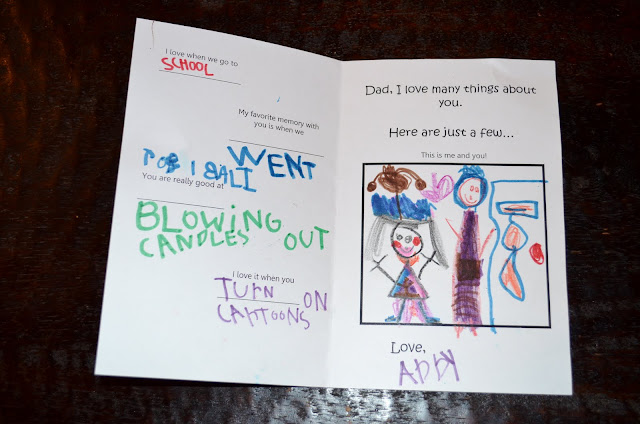 I love when we go to
SCHOOL
My favorite memory with
you is when we
WENT
BALI
You are really good at
BLOWING
CANDLES OUT
I love it when you
TURN ON
CARTOONS
Dad, I love many things about
you.
Here are just a few...
This is me and you!
Love,
ADDY